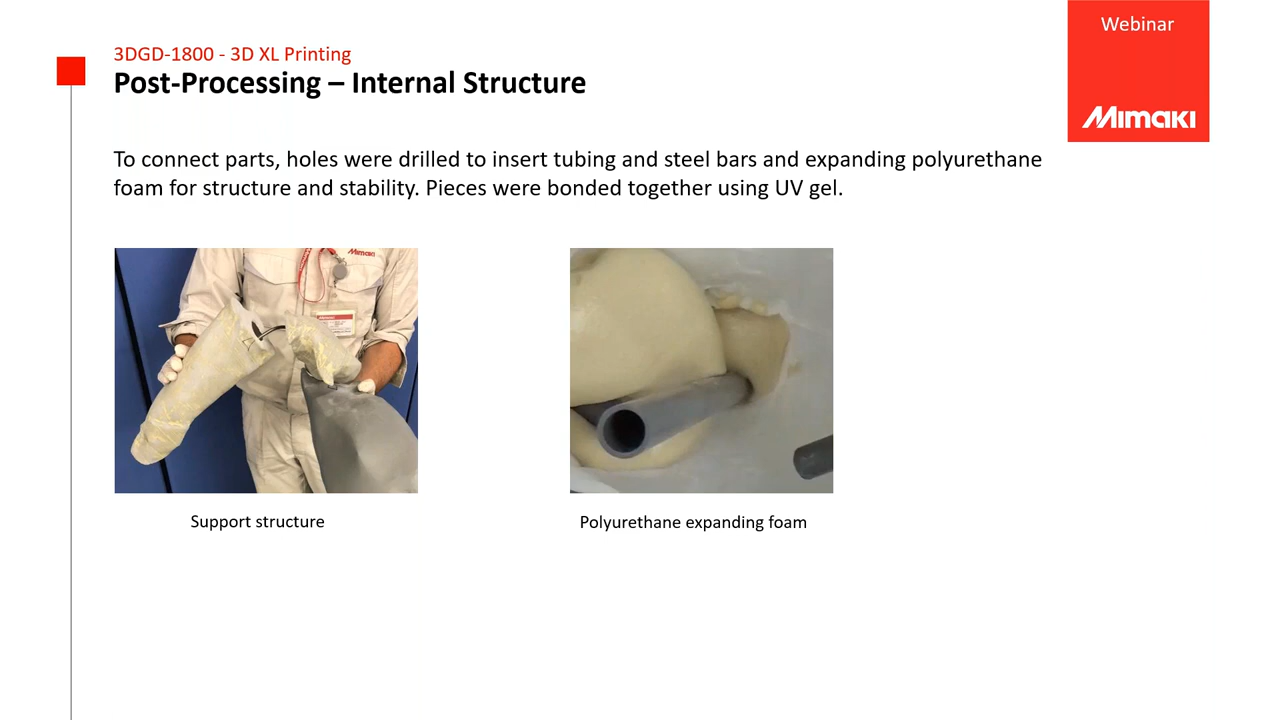 Webinar
Mimaki
3DGD-1800 - 3D XL Printing
Post-Processing – Internal Structure
To connect parts, holes were drilled to insert tubing and steel bars and expanding polyurethane
foam for structure and stability. Pieces were bonded together using UV gel.
Mimaki
Mimaki
Support structure
Polyurethane expanding foam